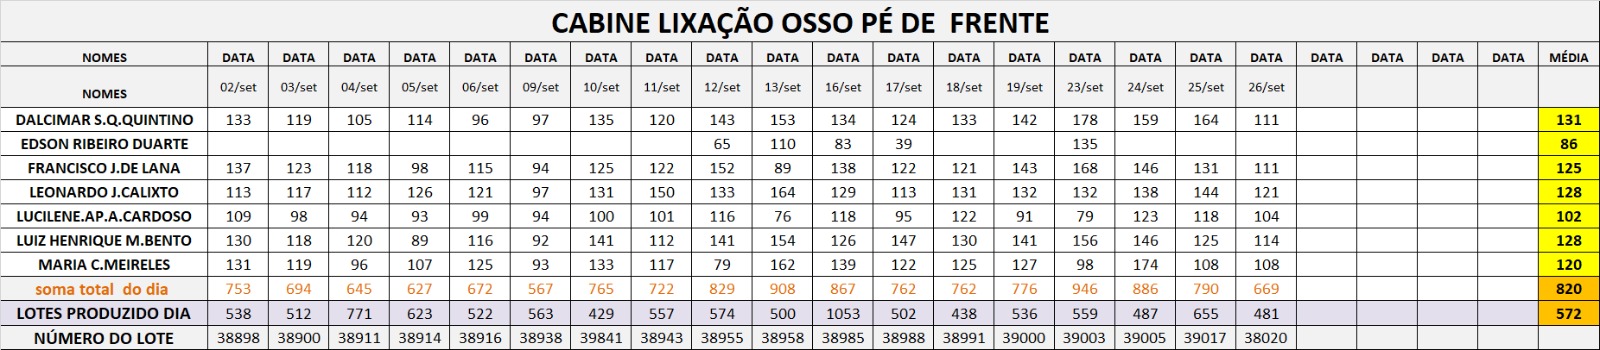 CABINE LIXAÇÃO OSSO PÉ DE FRENTE
NOMES DATA DATA DATA DATA DATA DATA DATA DATA DATA DATA DATA DATA DATA DATA DATA DATA DATA DATA DATA DATA DATA DATA MÉDIA
NOMES 02/set 03/set 04/set 05/set 06/set 09/set 10/set 11/set 12/set 13/set 16/set 17/set 18/set 19/set 23/set 24/set 25/set 26/set
DALCIMAR S.Q.QUINTINO 133 119 105 114 96 97 135 120 143 153 134 124 133 142 178 159 164 111 131
EDSON RIBEIRO DUARTE 65 110 83 39 135 86
FRANCISCO J.DE LANA 137 123 118 98 115 94 125 122 152 89 138 122 121 143 168 146 131 111 125
LEONARDO J.CALIXTO 113 117 112 126 121 97 131 150 133 164 129 113 131 132 132 138 144 121 128
LUCILENE.AP.A.CARDOSO 109 98 94 93 99 94 100 101 116 76 118 95 122 91 79 123 118 104 102
LUIZ HENRIQUE M.BENTO 130 118 120 89 116 92 141 112 141 154 126 147 130 141 156 146 125 114 128
MARIA C.MEIRELES 131 119 96 107 125 93 133 117 79 162 139 122 125 127 98 174 108 108 120
soma total do dia 753 694 645 627 672 567 765 722 829 908 867 762 762 776 946 886 790 669 820
LOTES PRODUZIDO DIA 538 512 771 623 522 563 429 557 574 500 1053 502 438 536 559 487 655 481 572
NÚMERO DO LOTE 38898 38900 38911 38914 38916 38938 39841 38943 38955 38958 38985 38988 38991 39000 39003 39005 39017 38020